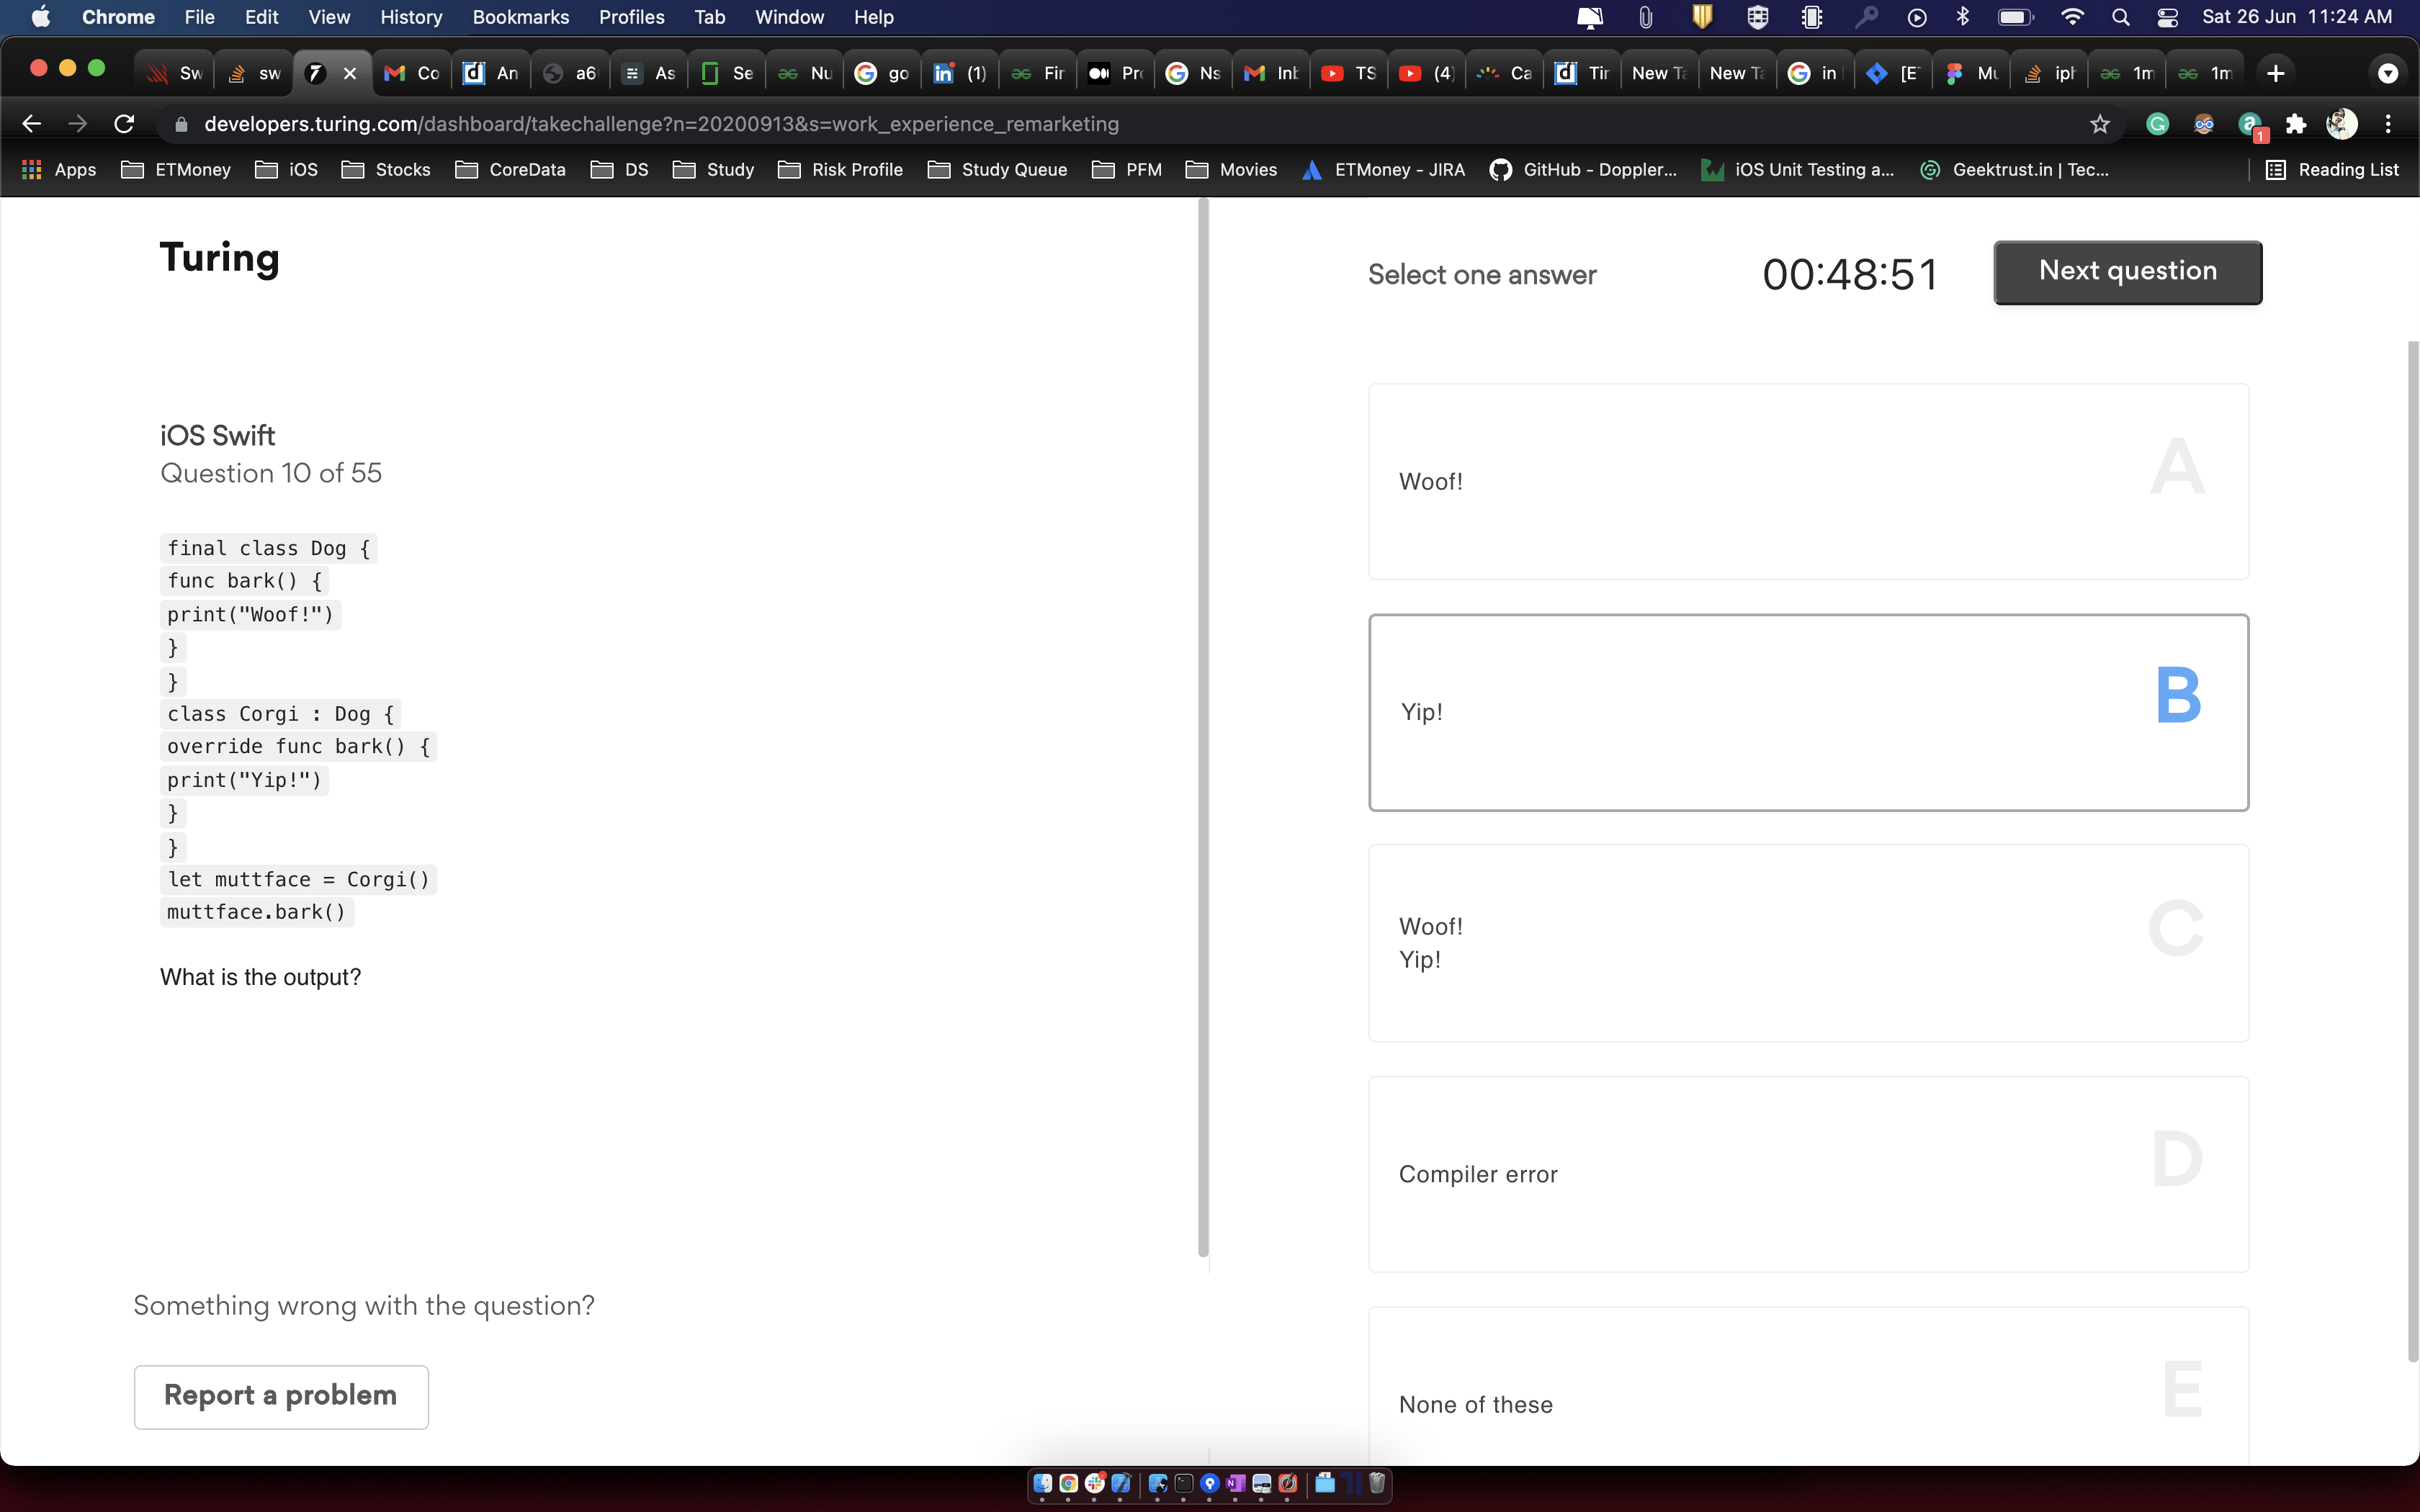 Chrome File Edit View History Bookmarks Profiles Tab Window Help Sat 26 Jun 11:24 AM
Sw sw Co An a6 As Se Nu go (1) Fir Pro Ns Inb TS (4) Ca Tir New Ta New Ta in [E Mu iph 1m 1m
developers.turing.com/dashboard/takechallenge?n=20200913&s=work_experience_remarketing 1
Apps ETMoney iOS Stocks CoreData DS Study Risk Profile Study Queue PFM Movies ETMoney - JIRA GitHub - Doppler... iOS Unit Testing a... Geektrust.in | Tec... Reading List
Turing
iOS Swift
Question 10 of 55
final class Dog {
func bark() {
print("Woof!")
}
}
class Corgi : Dog {
override func bark() {
print("Yip!")
}
}
let muttface = Corgi()
muttface.bark()
What is the output?
Something wrong with the question?
Report a problem
Select one answer 00:48:51 Next question
Woof! A
Yip! B
Woof!
Yip! C
Compiler error D
None of these E